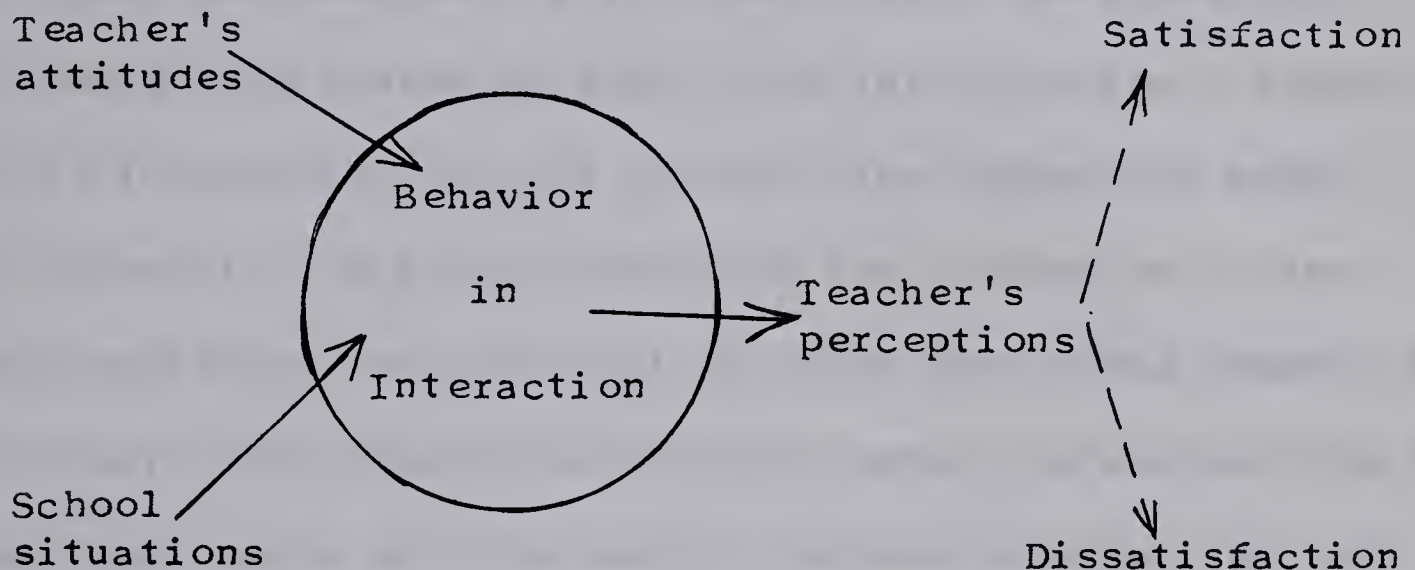 Teacher's
attitudes
Satisfaction
Behavior
in
Interaction
Teacher's
perceptions
School
situations
Dissatisfaction